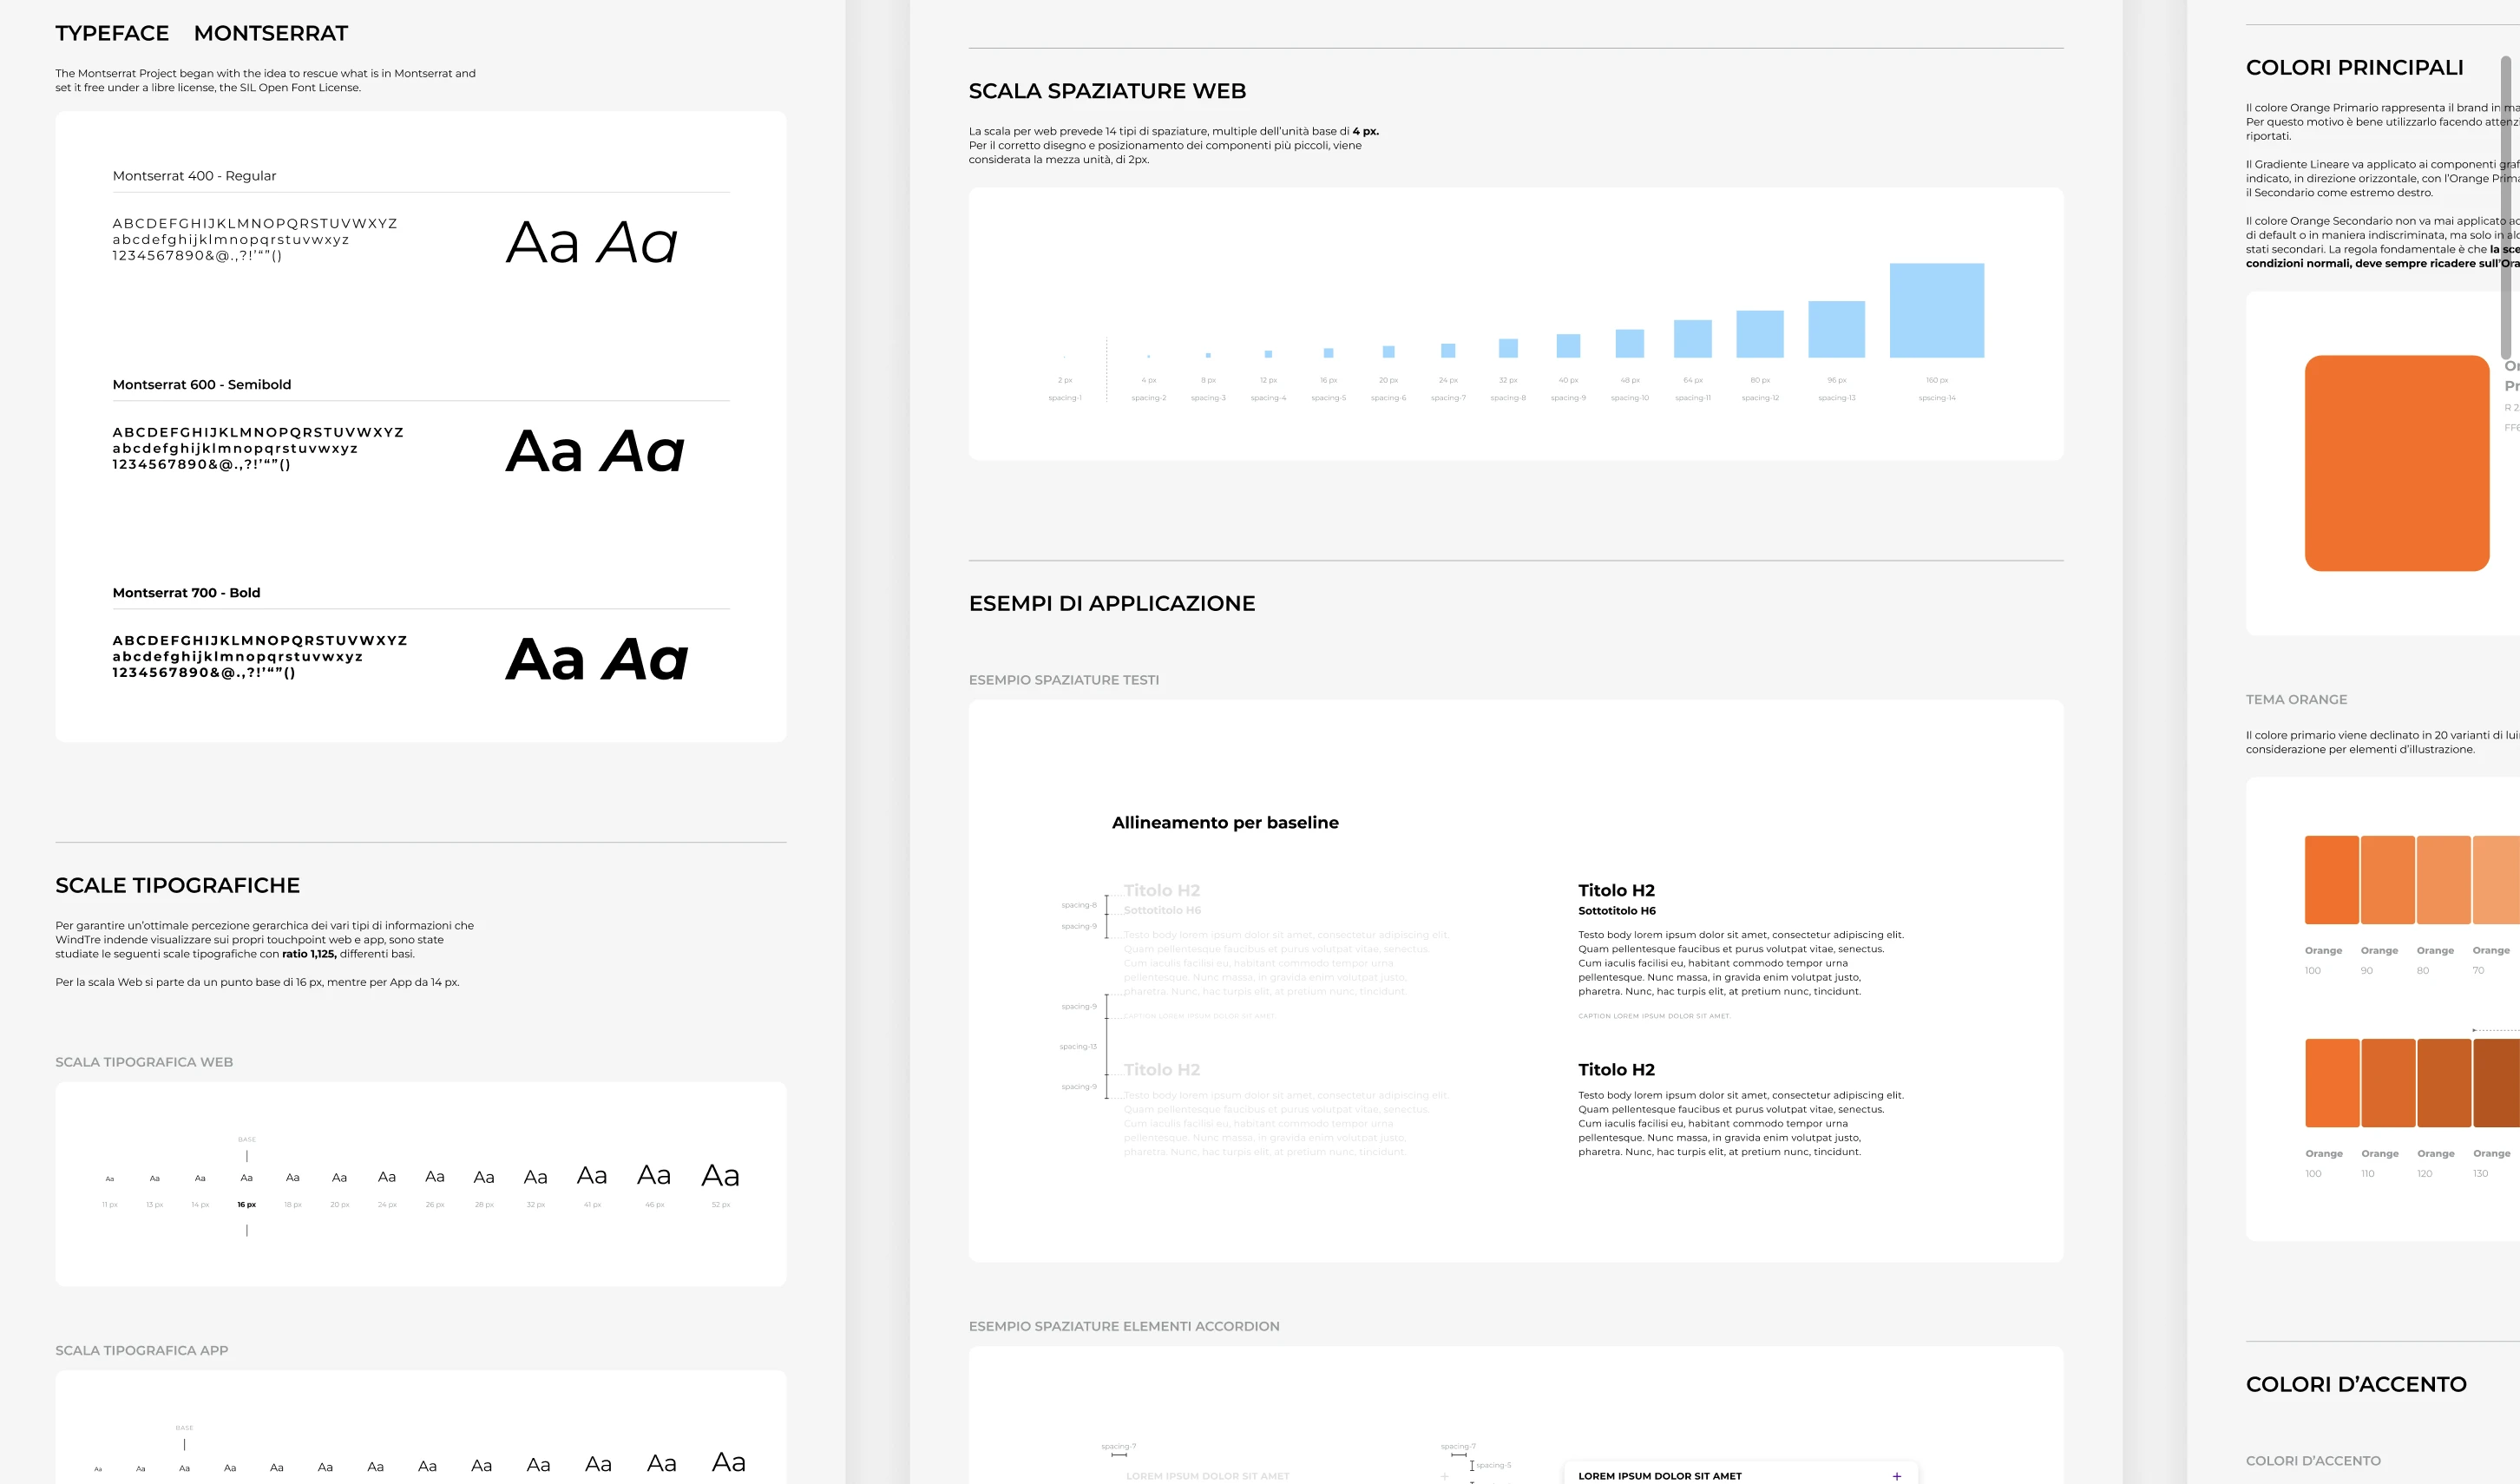 TYPEFACE MONTSERRAT
The Montserrat Project began with the idea to rescue what is in Montserrat and
set it free under a libre license, the SIL Open Font License.
Montserrat 400 - Regular
ABCDEFGHIJKLMNOPQRSTUVWXYZ
abcdefghijklmnopqrstuvwxyz
1234567890&@.,?!’“”()
Aa Aa
Montserrat 600 - Semibold
ABCDEFGHIJKLMNOPQRSTUVWXYZ
abcdefghijklmnopqrstuvwxyz
1234567890&@.,?!’“”()
Aa Aa
Montserrat 700 - Bold
ABCDEFGHIJKLMNOPQRSTUVWXYZ
abcdefghijklmnopqrstuvwxyz
1234567890&@.,?!’“”()
Aa Aa
SCALE TIPOGRAFICHE
Per garantire un’ottimale percezione gerarchica dei vari tipi di informazioni che
WindTre indende visualizzare sui propri touchpoint web e app, sono state
studiate le seguenti scale tipografiche con ratio 1,125, differenti basi.
Per la scala Web si parte da un punto base di 16 px, mentre per App da 14 px.
SCALA TIPOGRAFICA WEB
BASE
Aa Aa Aa Aa Aa Aa Aa Aa Aa Aa Aa Aa Aa
11 px 13 px 14 px 16 px 18 px 20 px 24 px 26 px 28 px 32 px 41 px 46 px 52 px
SCALA TIPOGRAFICA APP
BASE
Aa Aa Aa Aa Aa Aa Aa Aa Aa Aa Aa Aa Aa
SCALA SPAZIATURE WEB
La scala per web prevede 14 tipi di spaziature, multiple dell’unità base di 4 px.
Per il corretto disegno e posizionamento dei componenti più piccoli, viene
considerata la mezza unità, di 2px.
2 px 4 px 8 px 12 px 16 px 20 px 24 px 32 px 40 px 48 px 64 px 80 px 96 px 160 px
spacing-1 spacing-2 spacing-3 spacing-4 spacing-5 spacing-6 spacing-7 spacing-8 spacing-9 spacing-10 spacing-11 spacing-12 spacing-13 spacing-14
ESEMPI DI APPLICAZIONE
ESEMPIO SPAZIATURE TESTI
Allineamento per baseline
Titolo H2
spacing-8
Sottotitolo H6
spacing-9
Testo body lorem ipsum dolor sit amet, consectetur adipiscing elit.
Quam pellentesque faucibus et purus volutpat vitae, senectus.
Cum iaculis facilisi eu, habitant commodo tempor urna
pellentesque. Nunc massa, in gravida enim volutpat justo,
pharetra. Nunc, hac turpis elit, at pretium nunc, tincidunt.
spacing-9
CAPTION LOREM IPSUM DOLOR SIT AMET.
spacing-13
Titolo H2
spacing-9
Testo body lorem ipsum dolor sit amet, consectetur adipiscing elit.
Quam pellentesque faucibus et purus volutpat vitae, senectus.
Cum iaculis facilisi eu, habitant commodo tempor urna
pellentesque. Nunc massa, in gravida enim volutpat justo,
pharetra. Nunc, hac turpis elit, at pretium nunc, tincidunt.
Titolo H2
Sottotitolo H6
Testo body lorem ipsum dolor sit amet, consectetur adipiscing elit.
Quam pellentesque faucibus et purus volutpat vitae, senectus.
Cum iaculis facilisi eu, habitant commodo tempor urna
pellentesque. Nunc massa, in gravida enim volutpat justo,
pharetra. Nunc, hac turpis elit, at pretium nunc, tincidunt.
CAPTION LOREM IPSUM DOLOR SIT AMET.
Titolo H2
Testo body lorem ipsum dolor sit amet, consectetur adipiscing elit.
Quam pellentesque faucibus et purus volutpat vitae, senectus.
Cum iaculis facilisi eu, habitant commodo tempor urna
pellentesque. Nunc massa, in gravida enim volutpat justo,
pharetra. Nunc, hac turpis elit, at pretium nunc, tincidunt.
ESEMPIO SPAZIATURE ELEMENTI ACCORDION
spacing-7 spacing-7
spacing-5
LOREM IPSUM DOLOR SIT AMET +
LOREM IPSUM DOLOR SIT AMET +
COLORI PRINCIPALI
Il colore Orange Primario rappresenta il brand in
Per questo motivo è bene utilizzarlo facendo
riportati.
Il Gradiente Lineare va applicato ai componenti
indicato, in direzione orizzontale, con l’Orange
il Secondario come estremo destro.
Il colore Orange Secondario non va mai applicato
di default o in maniera indiscriminata, ma solo in
stati secondari. La regola fondamentale è che la
condizioni normali, deve sempre ricadere
TEMA ORANGE
Il colore primario viene declinato in 20 varianti di
considerazione per elementi d’illustrazione.
Orange Orange Orange Orange
100 90 80 70
Orange Orange Orange Orange
100 110 120 130
COLORI D’ACCENTO
COLORI D’ACCENTO